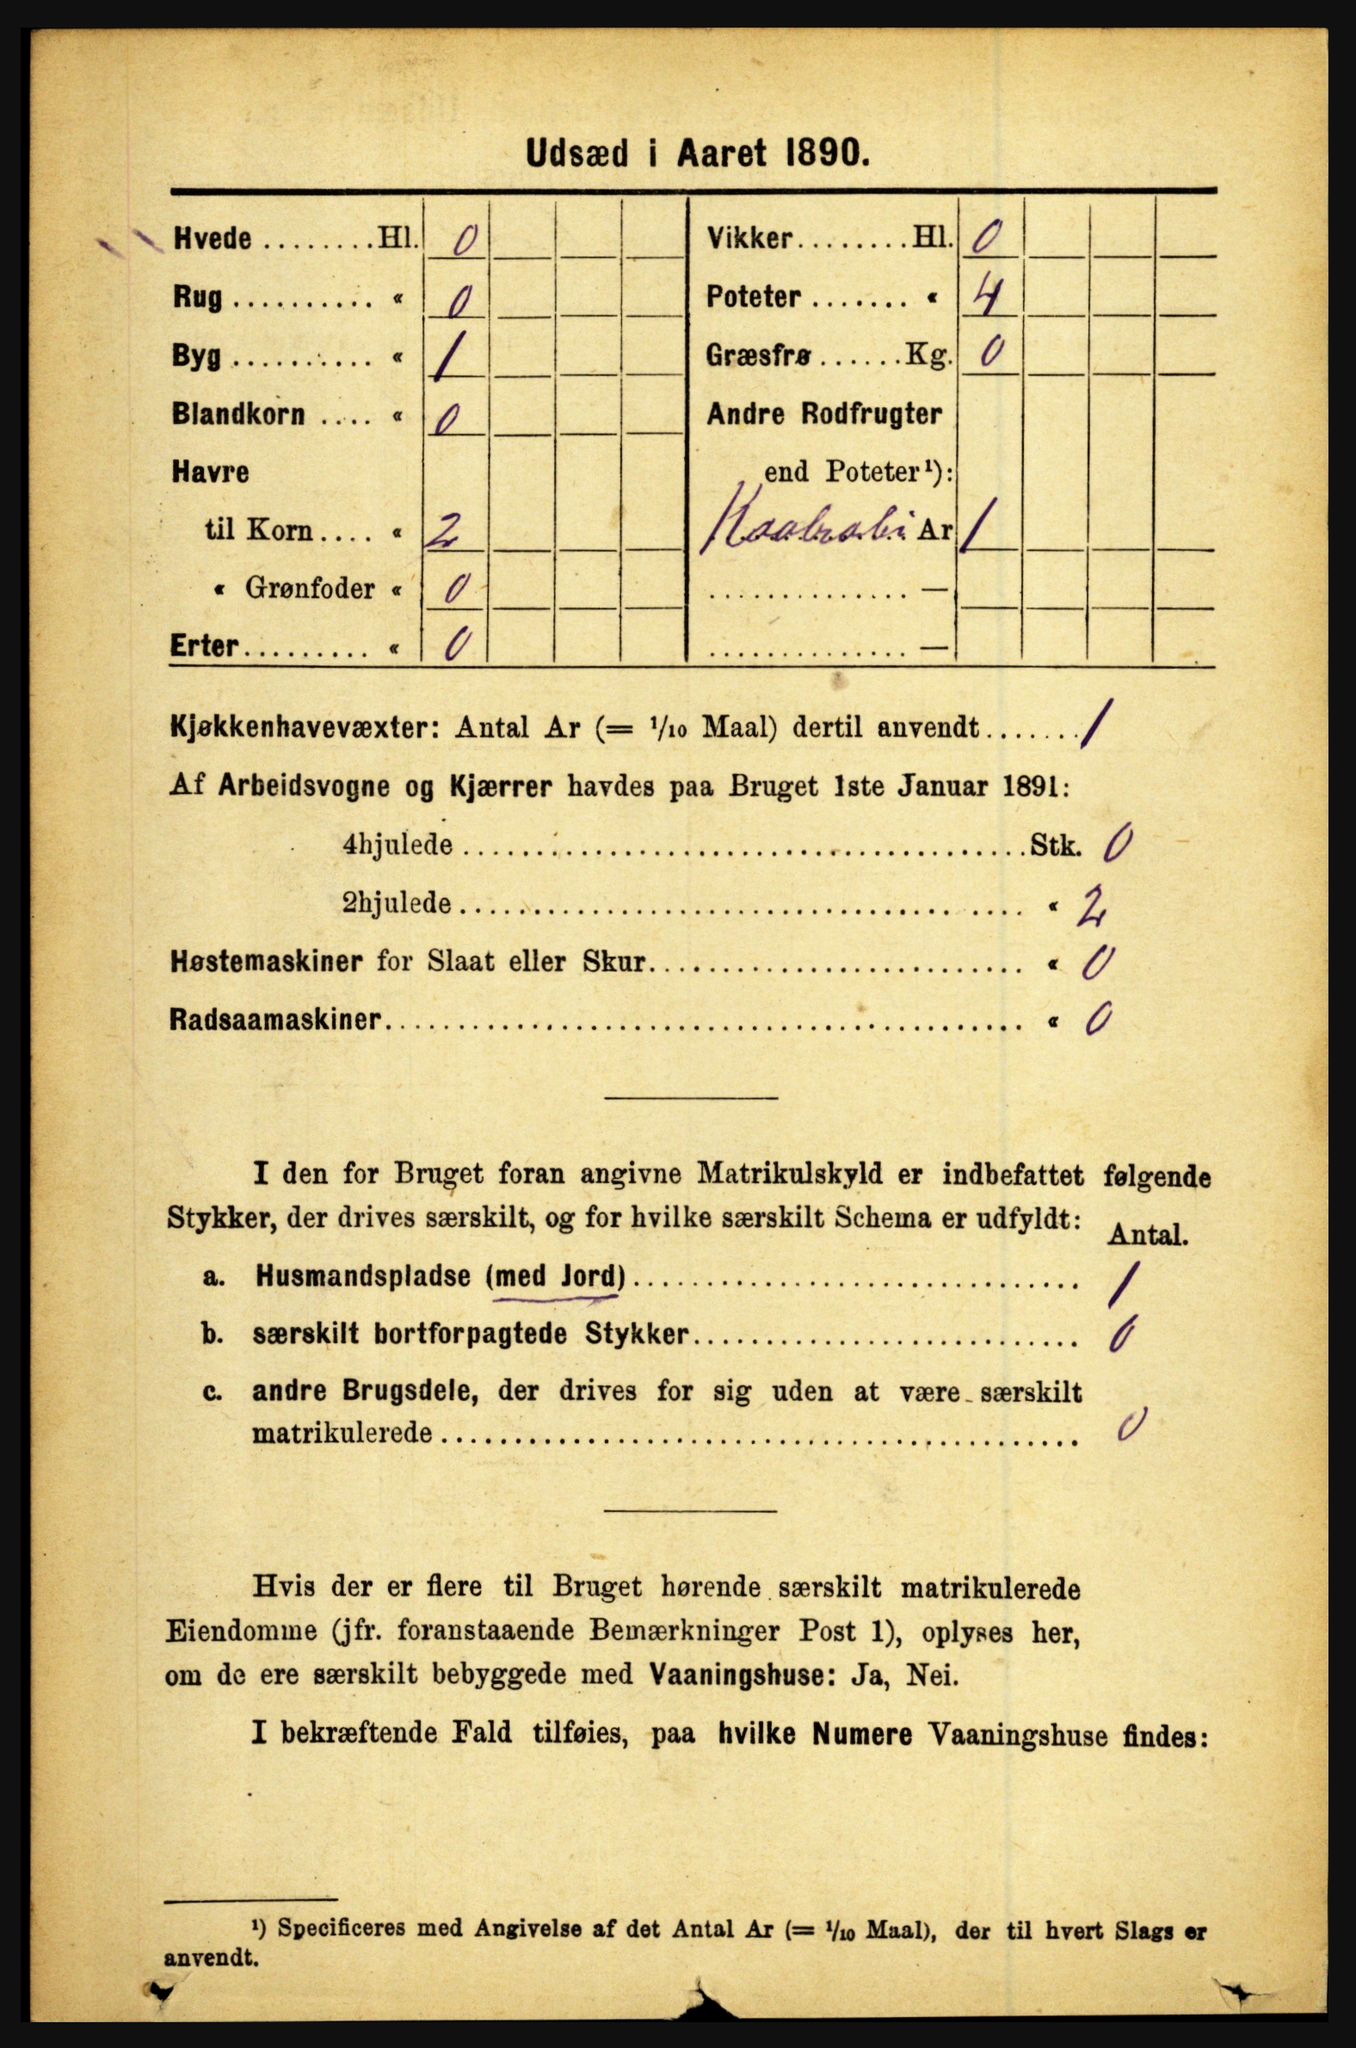 Udsæd i Aaret 1890.
Hvede ........ Hl. 0
Rug .......... « 0
Byg .......... « 1
Blandkorn .... « 0
Havre
til Korn .... « 2
« Grønfoder « 0
Erter ......... « 0
Vikker ........ Hl. 0
Poteter ....... « 4
Græsfrø ...... Kg. 0
Andre Rodfrugter
end Poteter¹):
Kaalrabi Ar 1
.............. —
.............. —
Kjøkkenhavevæxter: Antal Ar (= 1/10 Maal) dertil anvendt ....... 1
Af Arbeidsvogne og Kjærrer havdes paa Bruget 1ste Januar 1891:
4hjulede ........ Stk. 0
2hjulede ........ « 2
Høstemaskiner for Slaat eller Skur ........ « 0
Radsaamaskiner ........ « 0
I den for Bruget foran angivne Matrikulskyld er indbefattet følgende
Stykker, der drives særskilt, og for hvilke særskilt Schema er udfyldt:
Antal.
a. Husmandspladse (med Jord) ........ 1
b. særskilt bortforpagtede Stykker ........ 0
c. andre Brugsdele, der drives for sig uden at være særskilt
matrikulerede ........ 0
Hvis der er flere til Bruget hørende særskilt matrikulerede
Eiendomme (jfr. foranstaaende Bemærkninger Post 1), oplyses her,
om de ere særskilt bebyggede med Vaaningshuse: Ja, Nei.
I bekræftende Fald tilføies, paa hvilke Numere Vaaningshuse findes:
¹) Specificeres med Angivelse af det Antal Ar (= 1/10 Maal), der til hvert Slags er
anvendt.